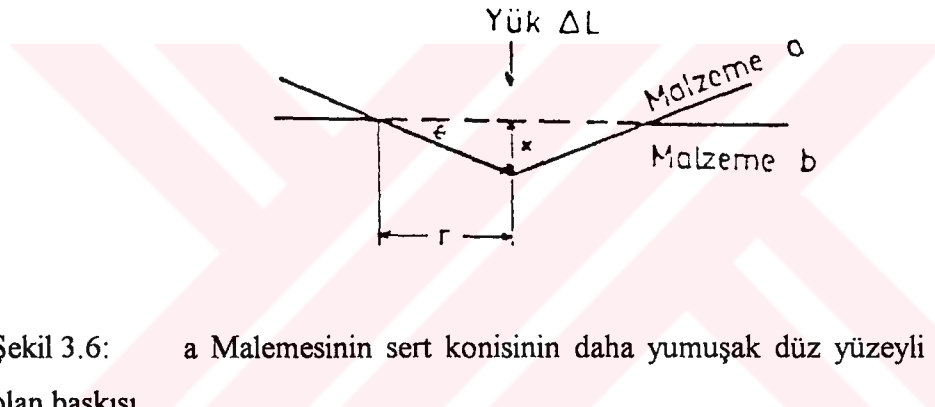 Yük ΔL
Malzeme a
ϵ
x
Malzeme b
r
Şekil 3.6: a Malemesinin sert konisinin daha yumuşak düz yüzeyli
olan baskısı